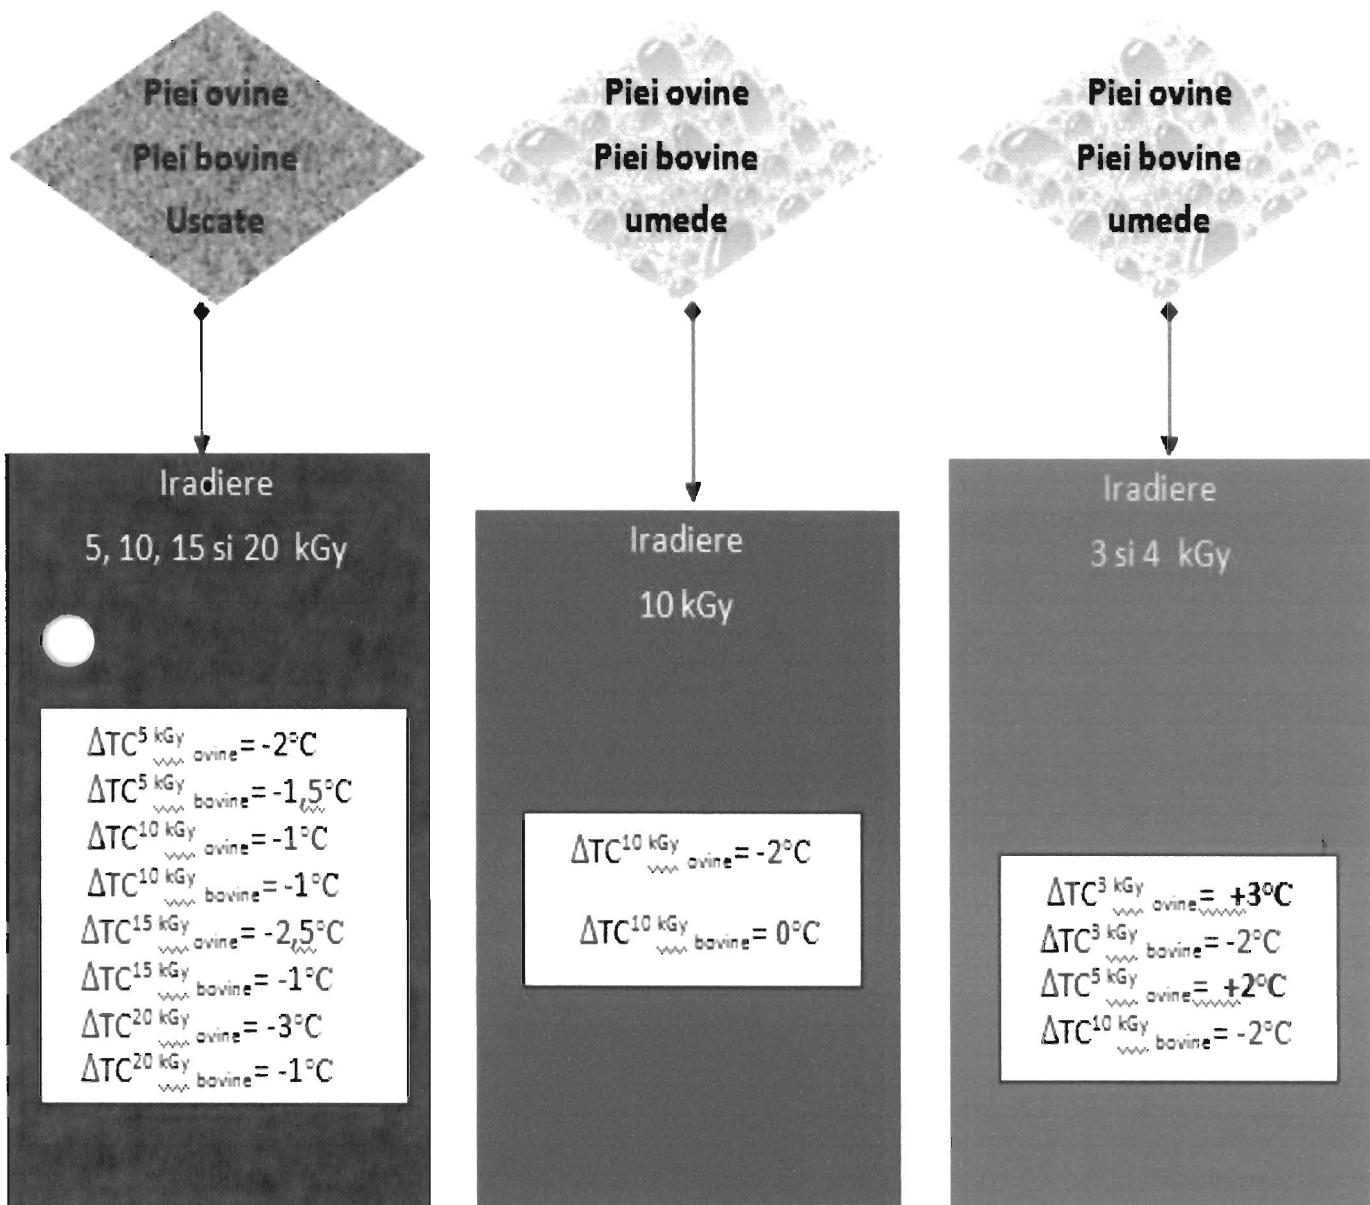 Piei ovine
Piei bovine
Uscate
Iradiere
5, 10, 15 si 20 kGy
ΔTC⁵ ᵏᴳʸ ovine= -2°C
ΔTC⁵ ᵏᴳʸ bovine= -1,5°C
ΔTC¹⁰ ᵏᴳʸ ovine= -1°C
ΔTC¹⁰ ᵏᴳʸ bovine= -1°C
ΔTC¹⁵ ᵏᴳʸ ovine= -2,5°C
ΔTC¹⁵ ᵏᴳʸ bovine= -1°C
ΔTC²⁰ ᵏᴳʸ ovine= -3°C
ΔTC²⁰ ᵏᴳʸ bovine= -1°C
Piei ovine
Piei bovine
umede
Iradiere
10 kGy
ΔTC¹⁰ ᵏᴳʸ ovine= -2°C
ΔTC¹⁰ ᵏᴳʸ bovine= 0°C
Piei ovine
Piei bovine
umede
Iradiere
3 si 4 kGy
ΔTC³ ᵏᴳʸ ovine= +3°C
ΔTC³ ᵏᴳʸ bovine= -2°C
ΔTC⁵ ᵏᴳʸ ovine= +2°C
ΔTC¹⁰ ᵏᴳʸ bovine= -2°C